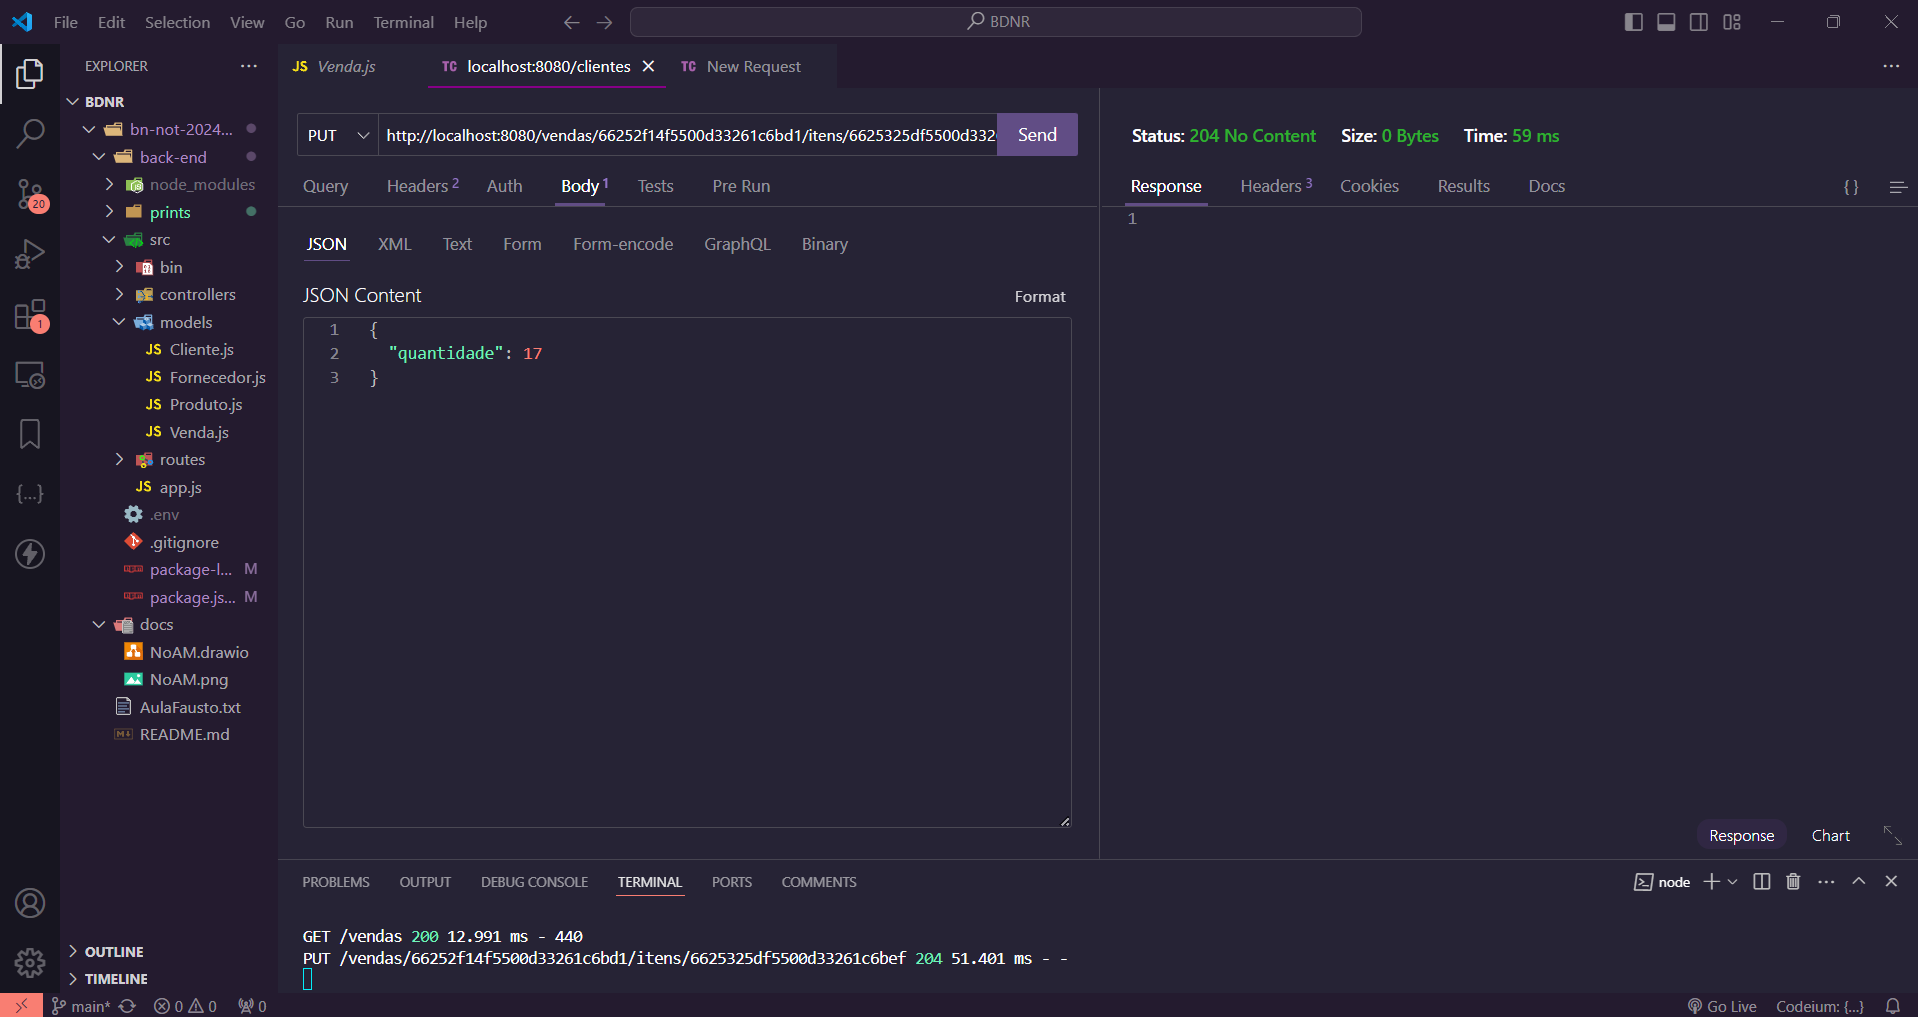 File Edit Selection View Go Run Terminal Help
BDNR
EXPLORER
BDNR
bn-not-2024...
back-end
node_modules
prints
src
bin
controllers
models
JS Cliente.js
JS Fornecedor.js
JS Produto.js
JS Venda.js
routes
JS app.js
.env
.gitignore
package-l... M
package.js... M
docs
NoAM.drawio
NoAM.png
AulaFausto.txt
README.md
OUTLINE
TIMELINE
20
1
JS Venda.js
TC localhost:8080/clientes
TC New Request
PUT http://localhost:8080/vendas/66252f14f5500d33261c6bd1/itens/6625325df5500d332 Send
Query Headers 2 Auth Body 1 Tests Pre Run
JSON XML Text Form Form-encode GraphQL Binary
JSON Content Format
1 {
2 "quantidade": 17
3 }
Status: 204 No Content Size: 0 Bytes Time: 59 ms
Response Headers 3 Cookies Results Docs { }
1
Response Chart
PROBLEMS OUTPUT DEBUG CONSOLE TERMINAL PORTS COMMENTS
node
GET /vendas 200 12.991 ms - 440
PUT /vendas/66252f14f5500d33261c6bd1/itens/6625325df5500d33261c6bef 204 51.401 ms - -
main* 0 0 0 Go Live Codeium: {...}